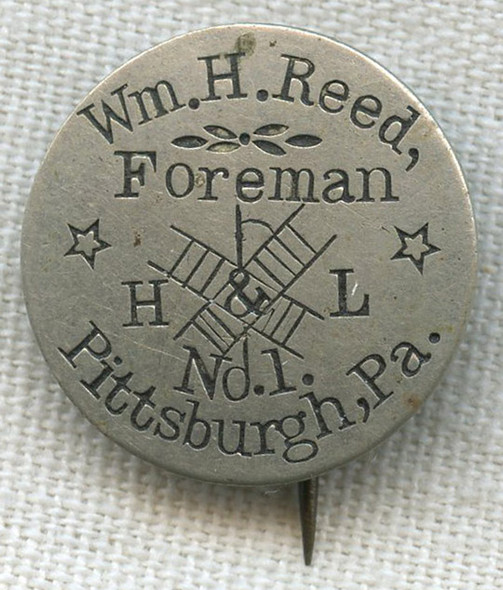 Wm. H. Reed,
Foreman
H & L
No. 1.
Pittsburgh, Pa.